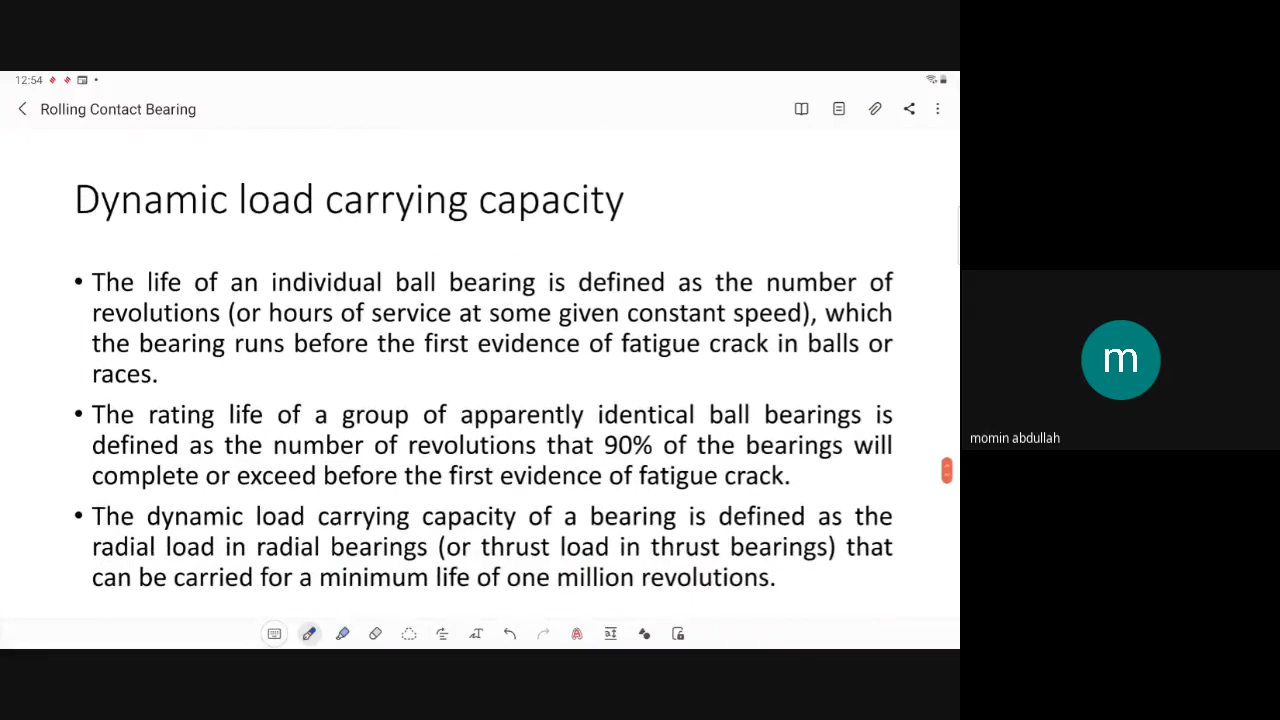 12:54
Rolling Contact Bearing
Dynamic load carrying capacity
• The life of an individual ball bearing is defined as the number of
revolutions (or hours of service at some given constant speed), which
the bearing runs before the first evidence of fatigue crack in balls or
races.
• The rating life of a group of apparently identical ball bearings is
defined as the number of revolutions that 90% of the bearings will
complete or exceed before the first evidence of fatigue crack.
• The dynamic load carrying capacity of a bearing is defined as the
radial load in radial bearings (or thrust load in thrust bearings) that
can be carried for a minimum life of one million revolutions.
m
momin abdullah